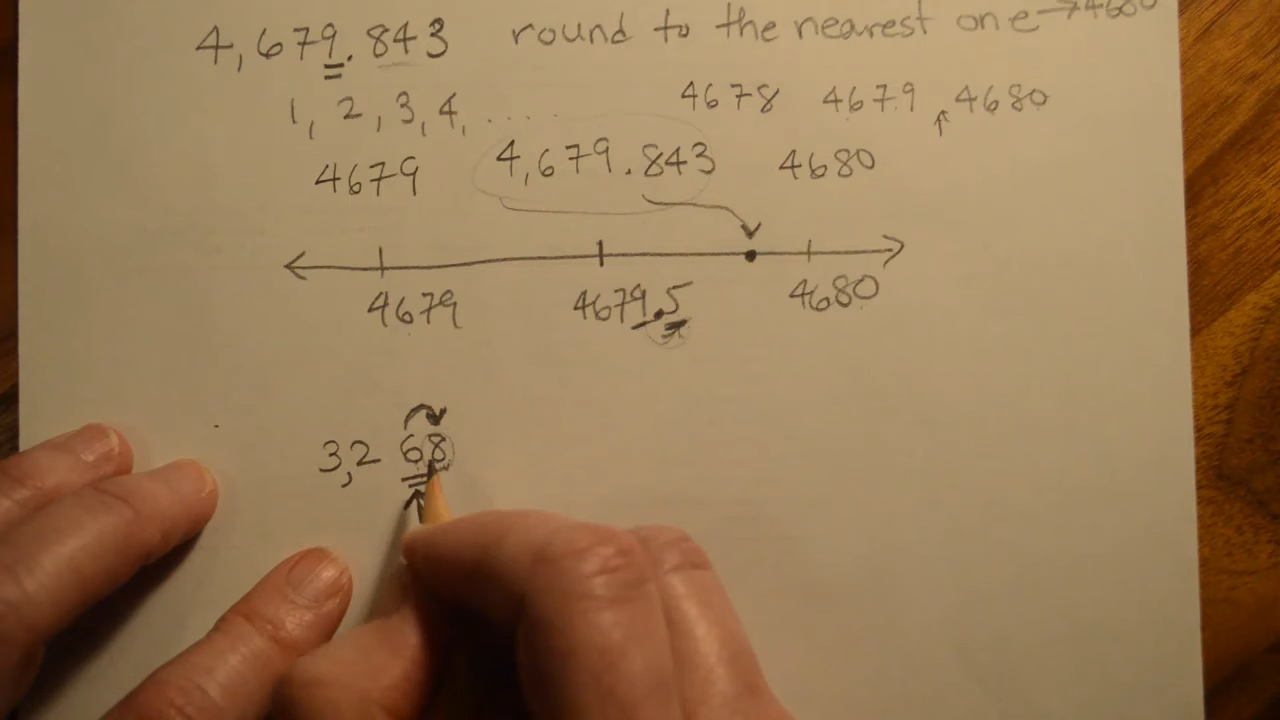 4,679.843 round to the nearest one→4680
1, 2, 3, 4, .....
4678 4679 4680
4679 4,679.843 4680
4679 4679.5 4680
3,2 68